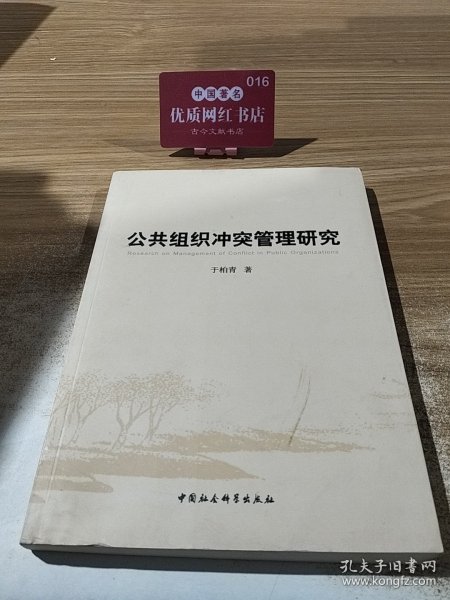 016
中国著名
优质网红书店
古今文献书店
公共组织冲突管理研究
Research on Management of Conflict in Public Organizations
于柏青 著
中国社会科学出版社
孔夫子旧书网
www.kongfz.com